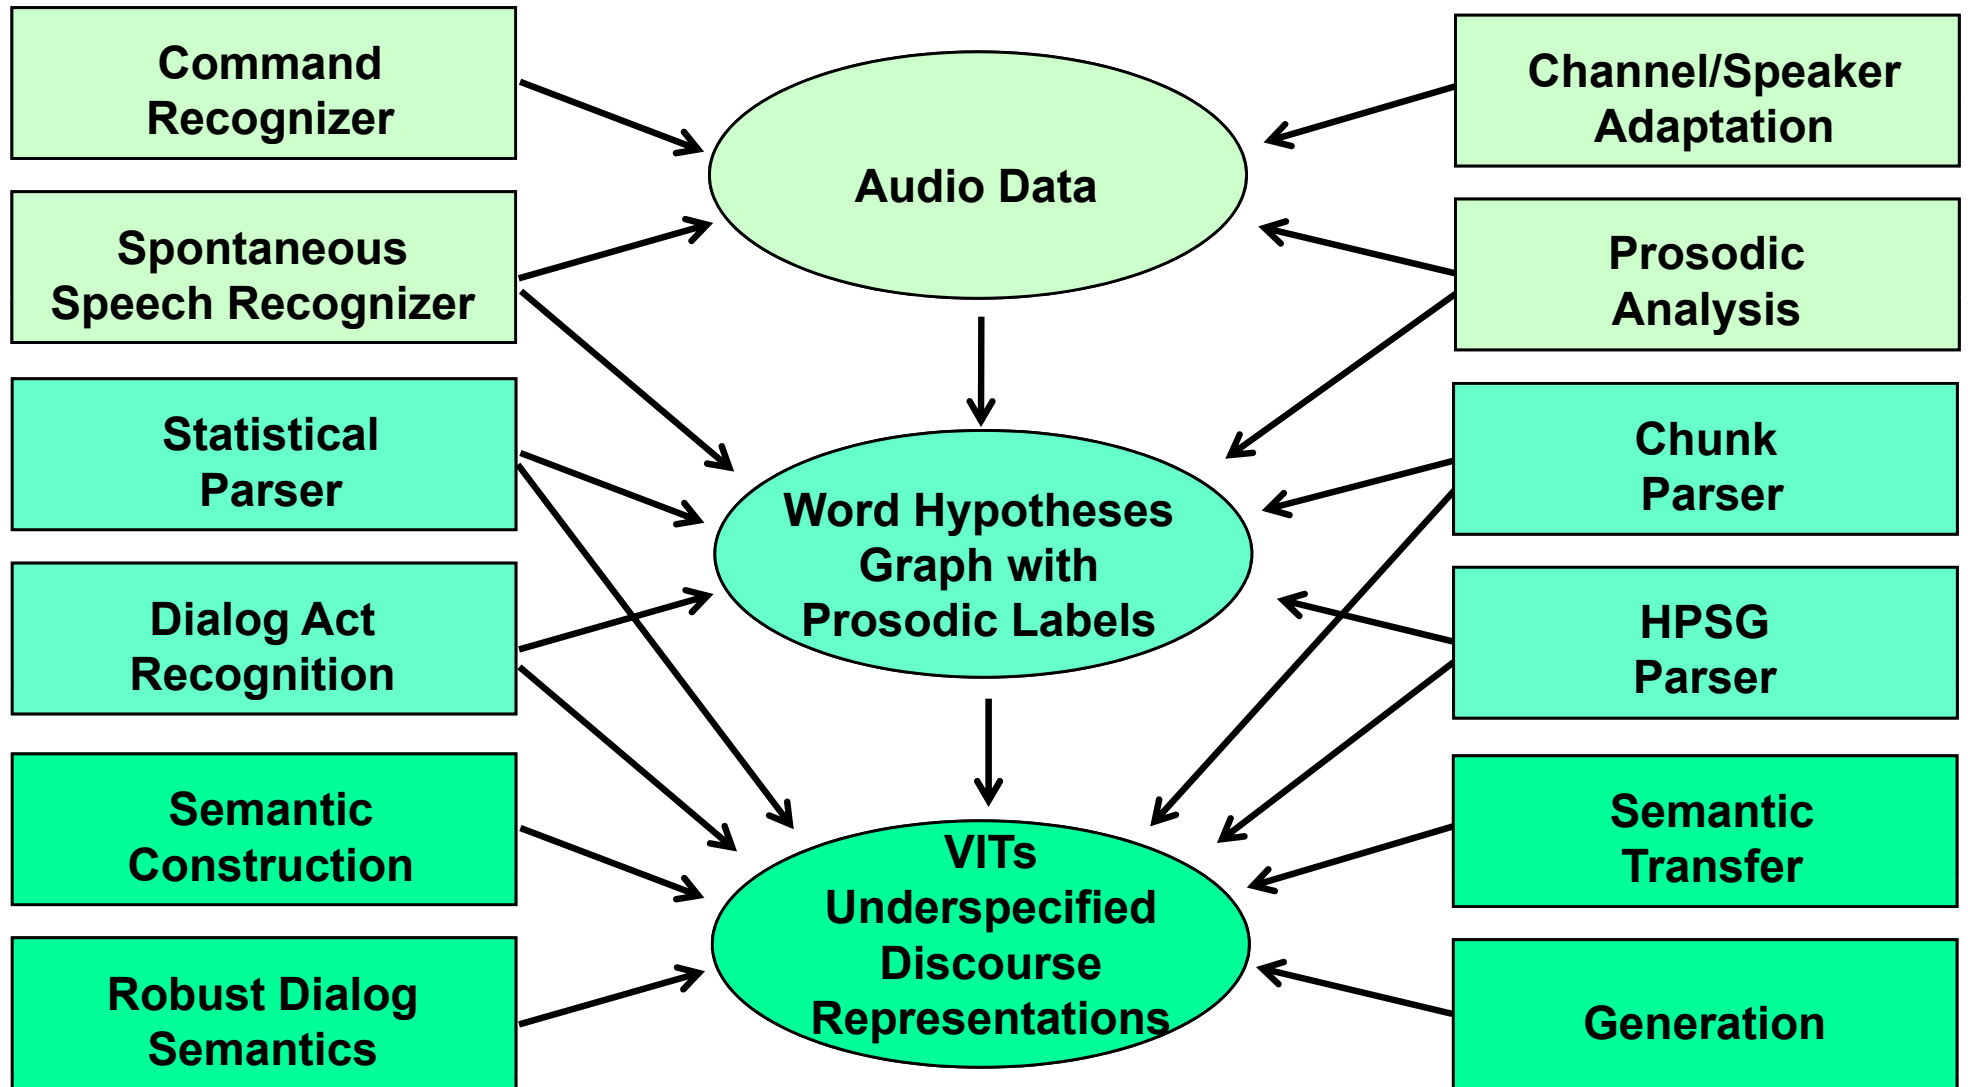 Command
Recognizer
Spontaneous
Speech Recognizer
Statistical
Parser
Dialog Act
Recognition
Semantic
Construction
Robust Dialog
Semantics
Audio Data
Word Hypotheses
Graph with
Prosodic Labels
VITs
Underspecified
Discourse
Representations
Channel/Speaker
Adaptation
Prosodic
Analysis
Chunk
Parser
HPSG
Parser
Semantic
Transfer
Generation